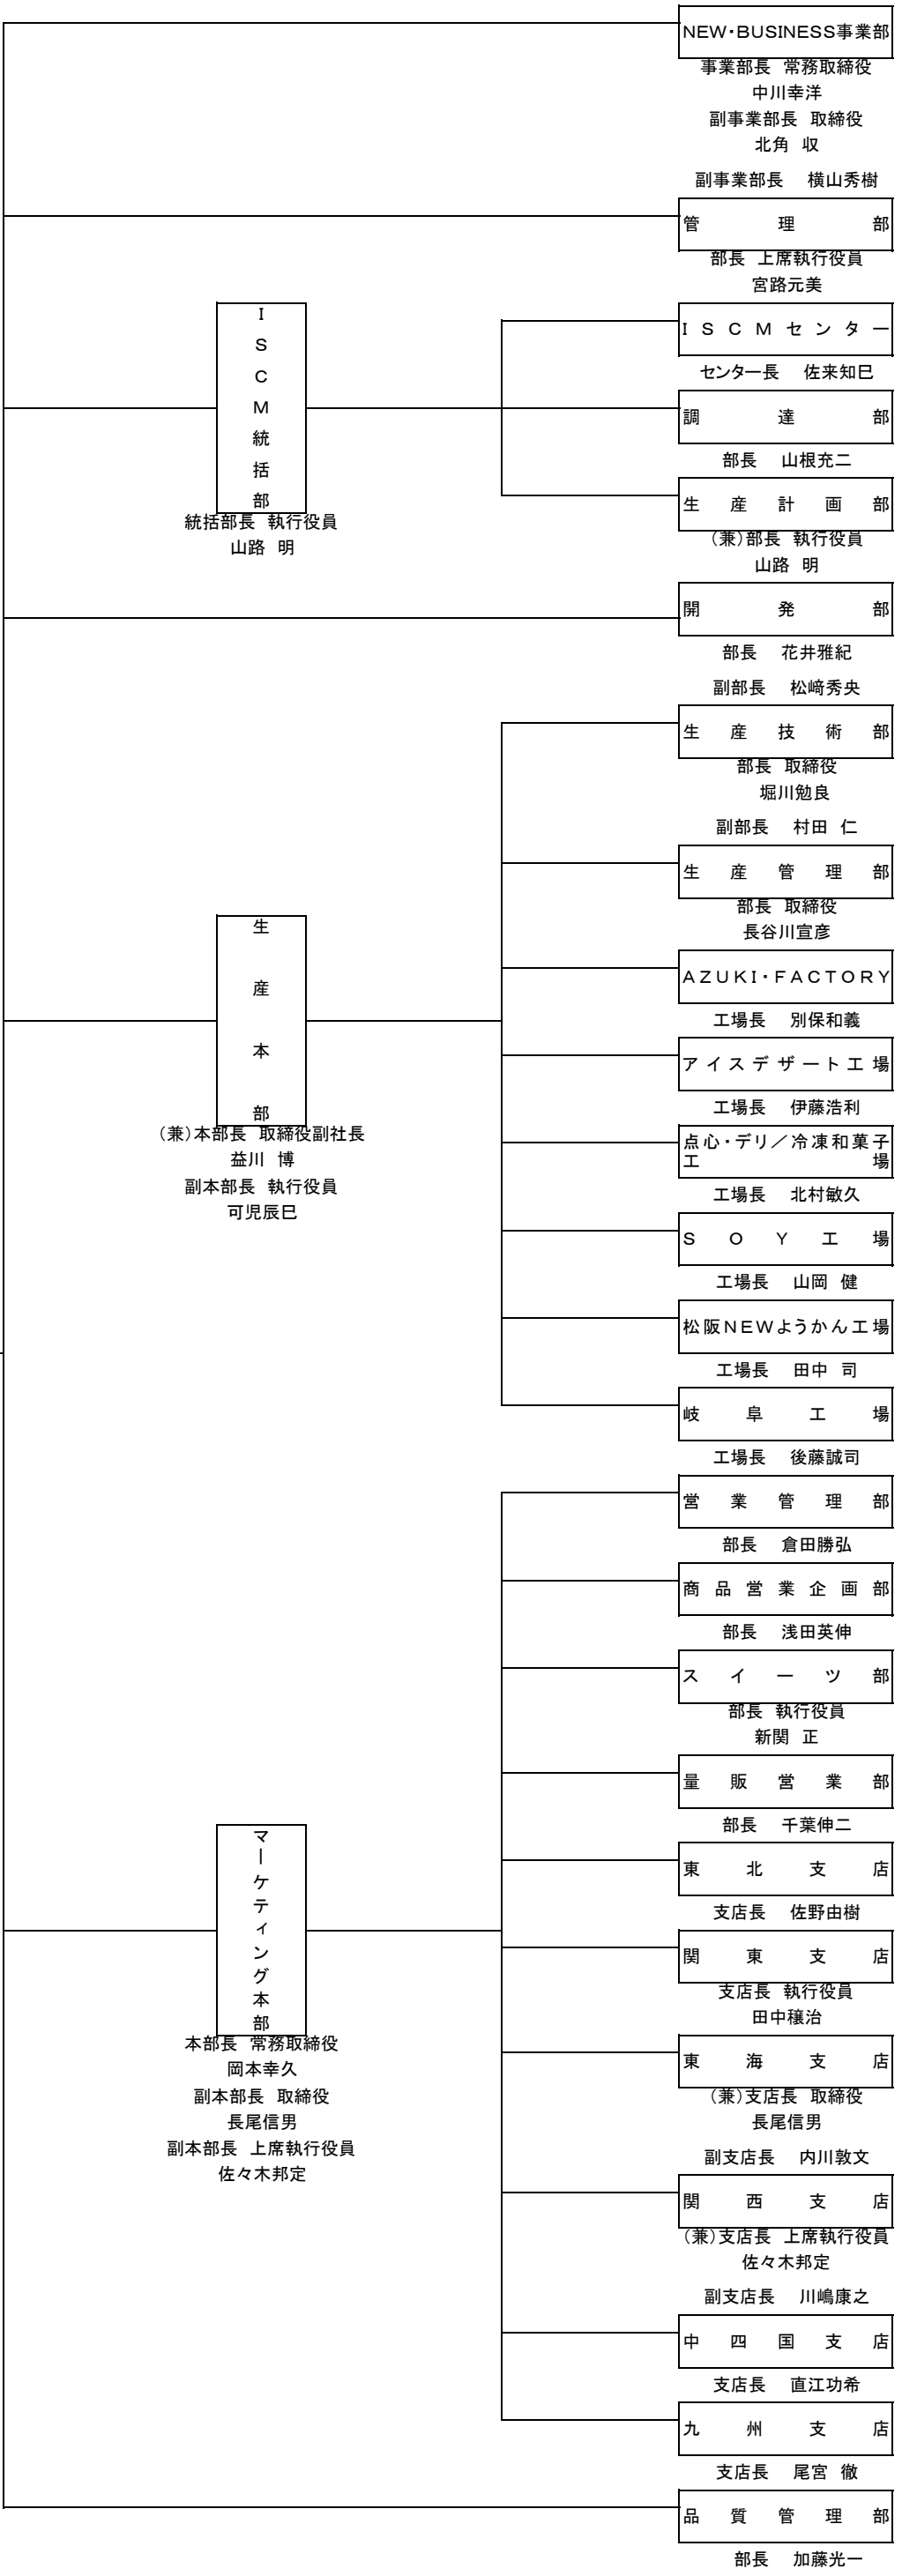 NEW・BUSINESS事業部
事業部長 常務取締役
中川幸洋
副事業部長 取締役
北角 収
副事業部長 横山秀樹
管理部
部長 上席執行役員
宮路元美
ISCM統括部
統括部長 執行役員
山路 明
ISCMセンター
センター長 佐来知巳
調達部
部長 山根充二
生産計画部
(兼)部長 執行役員
山路 明
開発部
部長 花井雅紀
副部長 松﨑秀央
生産本部
(兼)本部長 取締役副社長
益川 博
副本部長 執行役員
可児辰巳
生産技術部
部長 取締役
堀川勉良
副部長 村田 仁
生産管理部
部長 取締役
長谷川宣彦
AZUKI・FACTORY
工場長 別保和義
アイスデザート工場
工場長 伊藤浩利
点心・デリ/冷凍和菓子
工場
工場長 北村敏久
SOY工場
工場長 山岡 健
松阪NEWようかん工場
工場長 田中 司
岐阜工場
工場長 後藤誠司
マーケティング本部
本部長 常務取締役
岡本幸久
副本部長 取締役
長尾信男
副本部長 上席執行役員
佐々木邦定
営業管理部
部長 倉田勝弘
商品営業企画部
部長 浅田英伸
スイーツ部
部長 執行役員
新関 正
量販営業部
部長 千葉伸二
東北支店
支店長 佐野由樹
関東支店
支店長 執行役員
田中穣治
東海支店
(兼)支店長 取締役
長尾信男
副支店長 内川敦文
関西支店
(兼)支店長 上席執行役員
佐々木邦定
副支店長 川嶋康之
中四国支店
支店長 直江功希
九州支店
支店長 尾宮 徹
品質管理部
部長 加藤光一